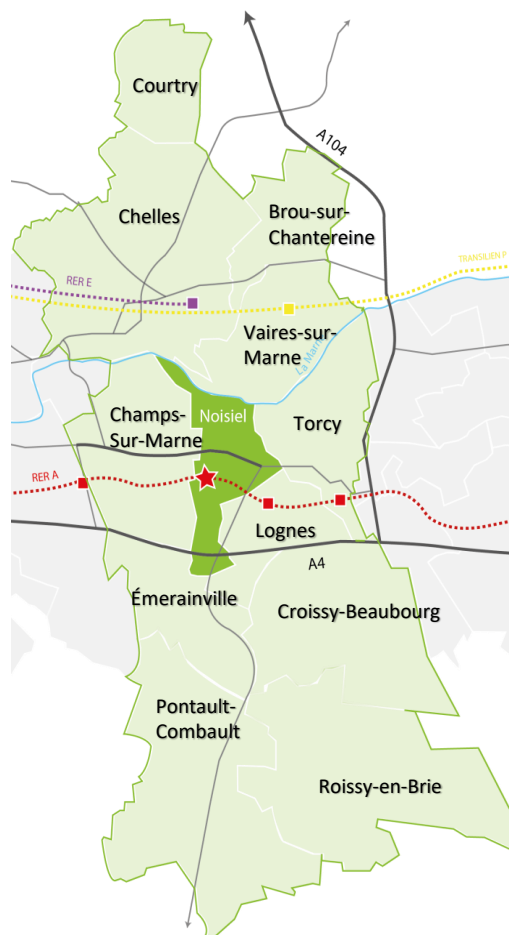 Courtry
A104
Chelles
Brou-sur-
Chantereine
TRANSILIEN P
RER E
Vaires-sur-
Marne
La Marne
Champs-
Sur-Marne
Noisiel
Torcy
RER A
Lognes
A4
Émerainville
Croissy-Beaubourg
Pontault-
Combault
Roissy-en-Brie